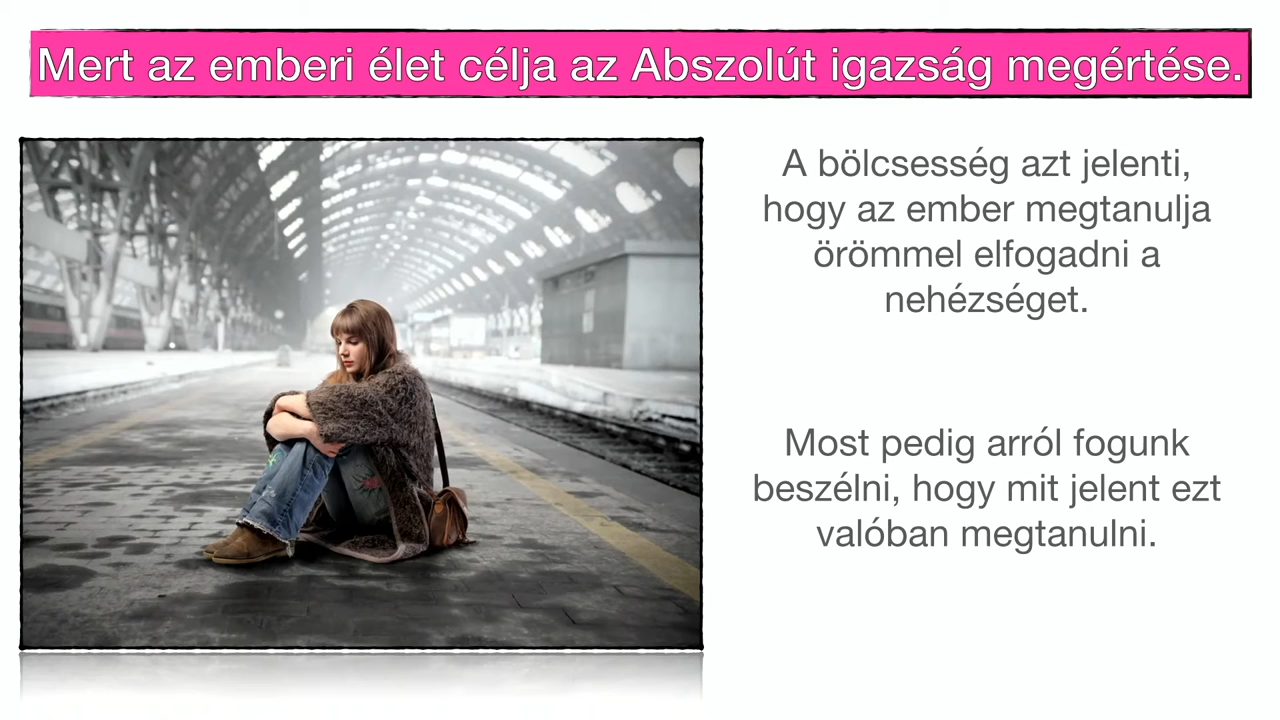 Mert az emberi élet célja az Abszolút igazság megértése.
A bölcsesség azt jelenti,
hogy az ember megtanulja
örömmel elfogadni a
nehézséget.
Most pedig arról fogunk
beszélni, hogy mit jelent ezt
valóban megtanulni.